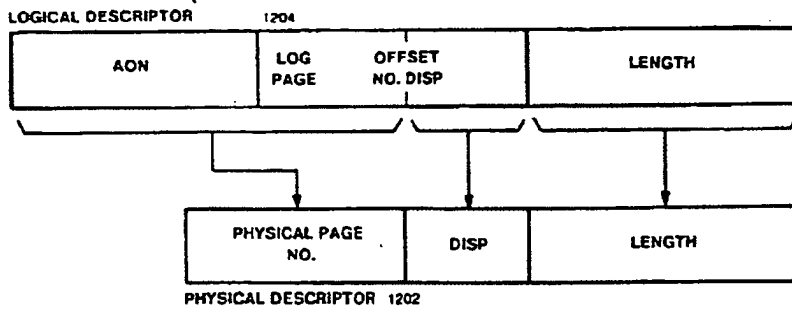 LOGICAL DESCRIPTOR 1204
AON
LOG OFFSET
PAGE NO. DISP
LENGTH
PHYSICAL PAGE
NO.
DISP
LENGTH
PHYSICAL DESCRIPTOR 1202